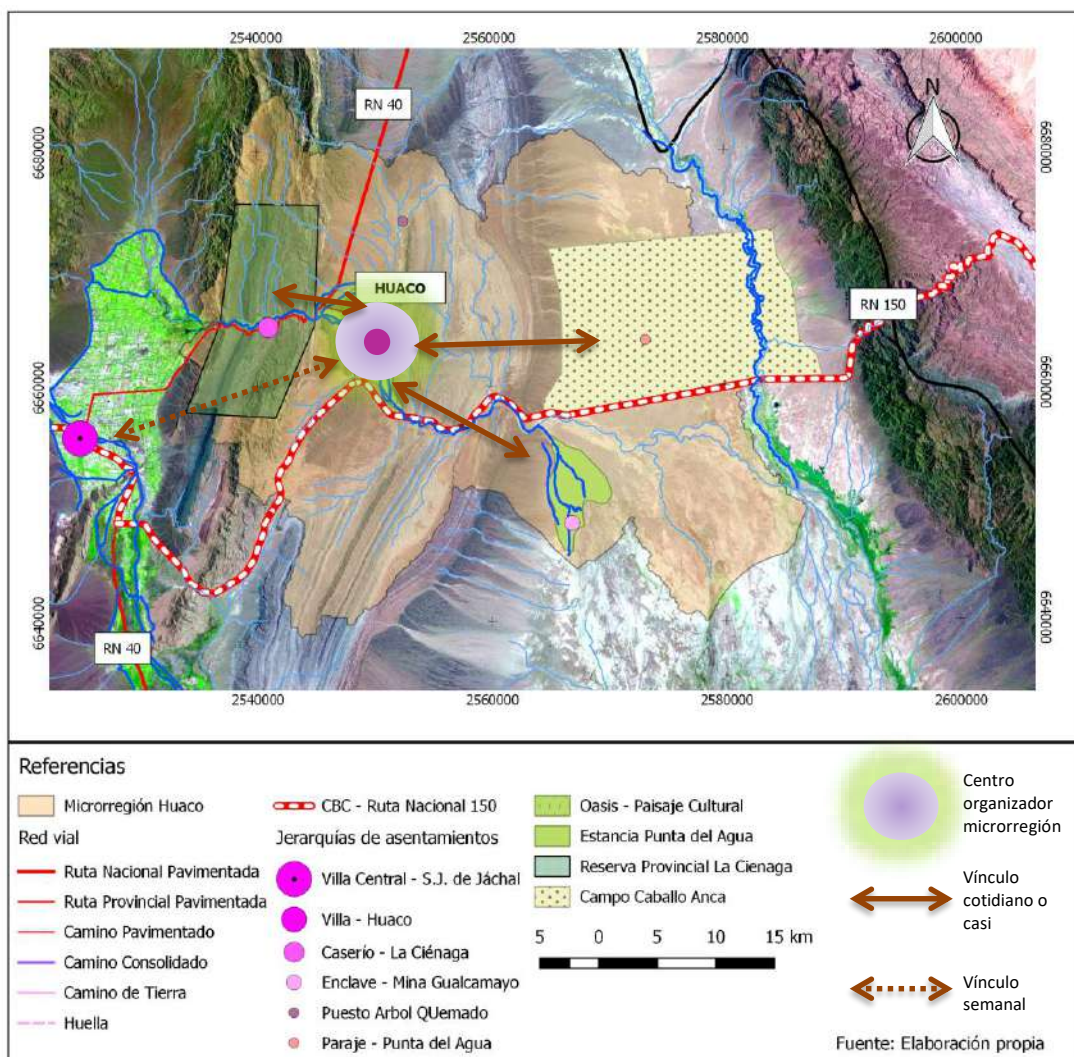 2540000 2560000 2580000 2600000
RN 40
N
6680000
6680000
HUACO
RN 150
6660000
6660000
6640000
6640000
RN 40
2540000 2560000 2580000 2600000
Referencias
Microrregión Huaco
Red vial
Ruta Nacional Pavimentada
Ruta Provincial Pavimentada
Camino Pavimentado
Camino Consolidado
Camino de Tierra
Huella
CBC - Ruta Nacional 150
Jerarquías de asentamientos
Villa Central - S.J. de Jáchal
Villa - Huaco
Caserío - La Ciénaga
Enclave - Mina Gualcamayo
Puesto Arbol QUemado
Paraje - Punta del Agua
Oasis - Paisaje Cultural
Estancia Punta del Agua
Reserva Provincial La Cienaga
Campo Caballo Anca
5 0 5 10 15 km
Centro
organizador
microrregión
Vínculo
cotidiano o
casi
Vínculo
semanal
Fuente: Elaboración propia